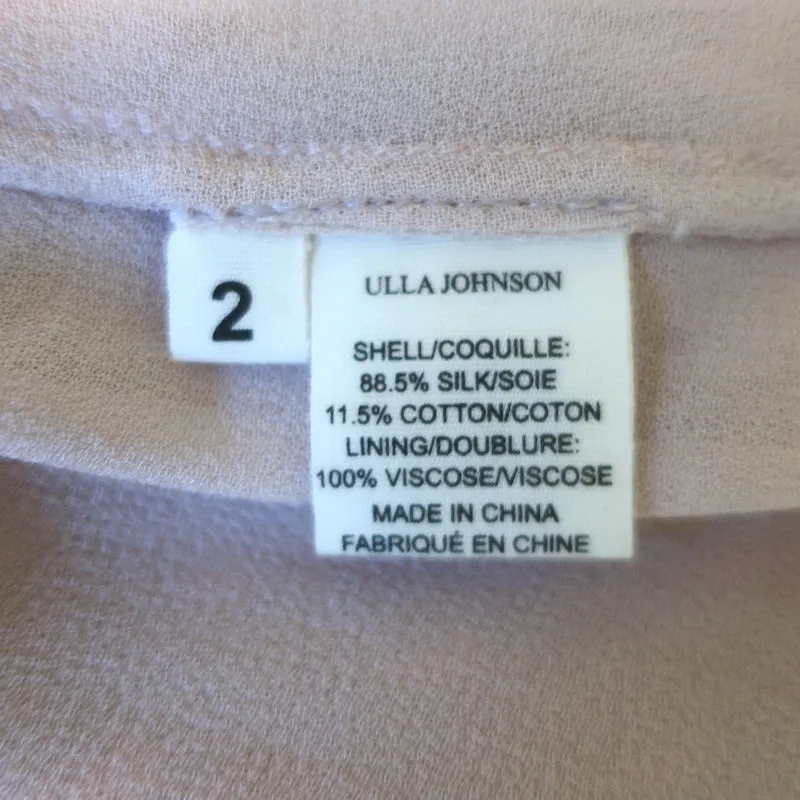 2
ULLA JOHNSON
SHELL/COQUILLE:
88.5% SILK/SOIE
11.5% COTTON/COTON
LINING/DOUBLURE:
100% VISCOSE/VISCOSE
MADE IN CHINA
FABRIQUÉ EN CHINE